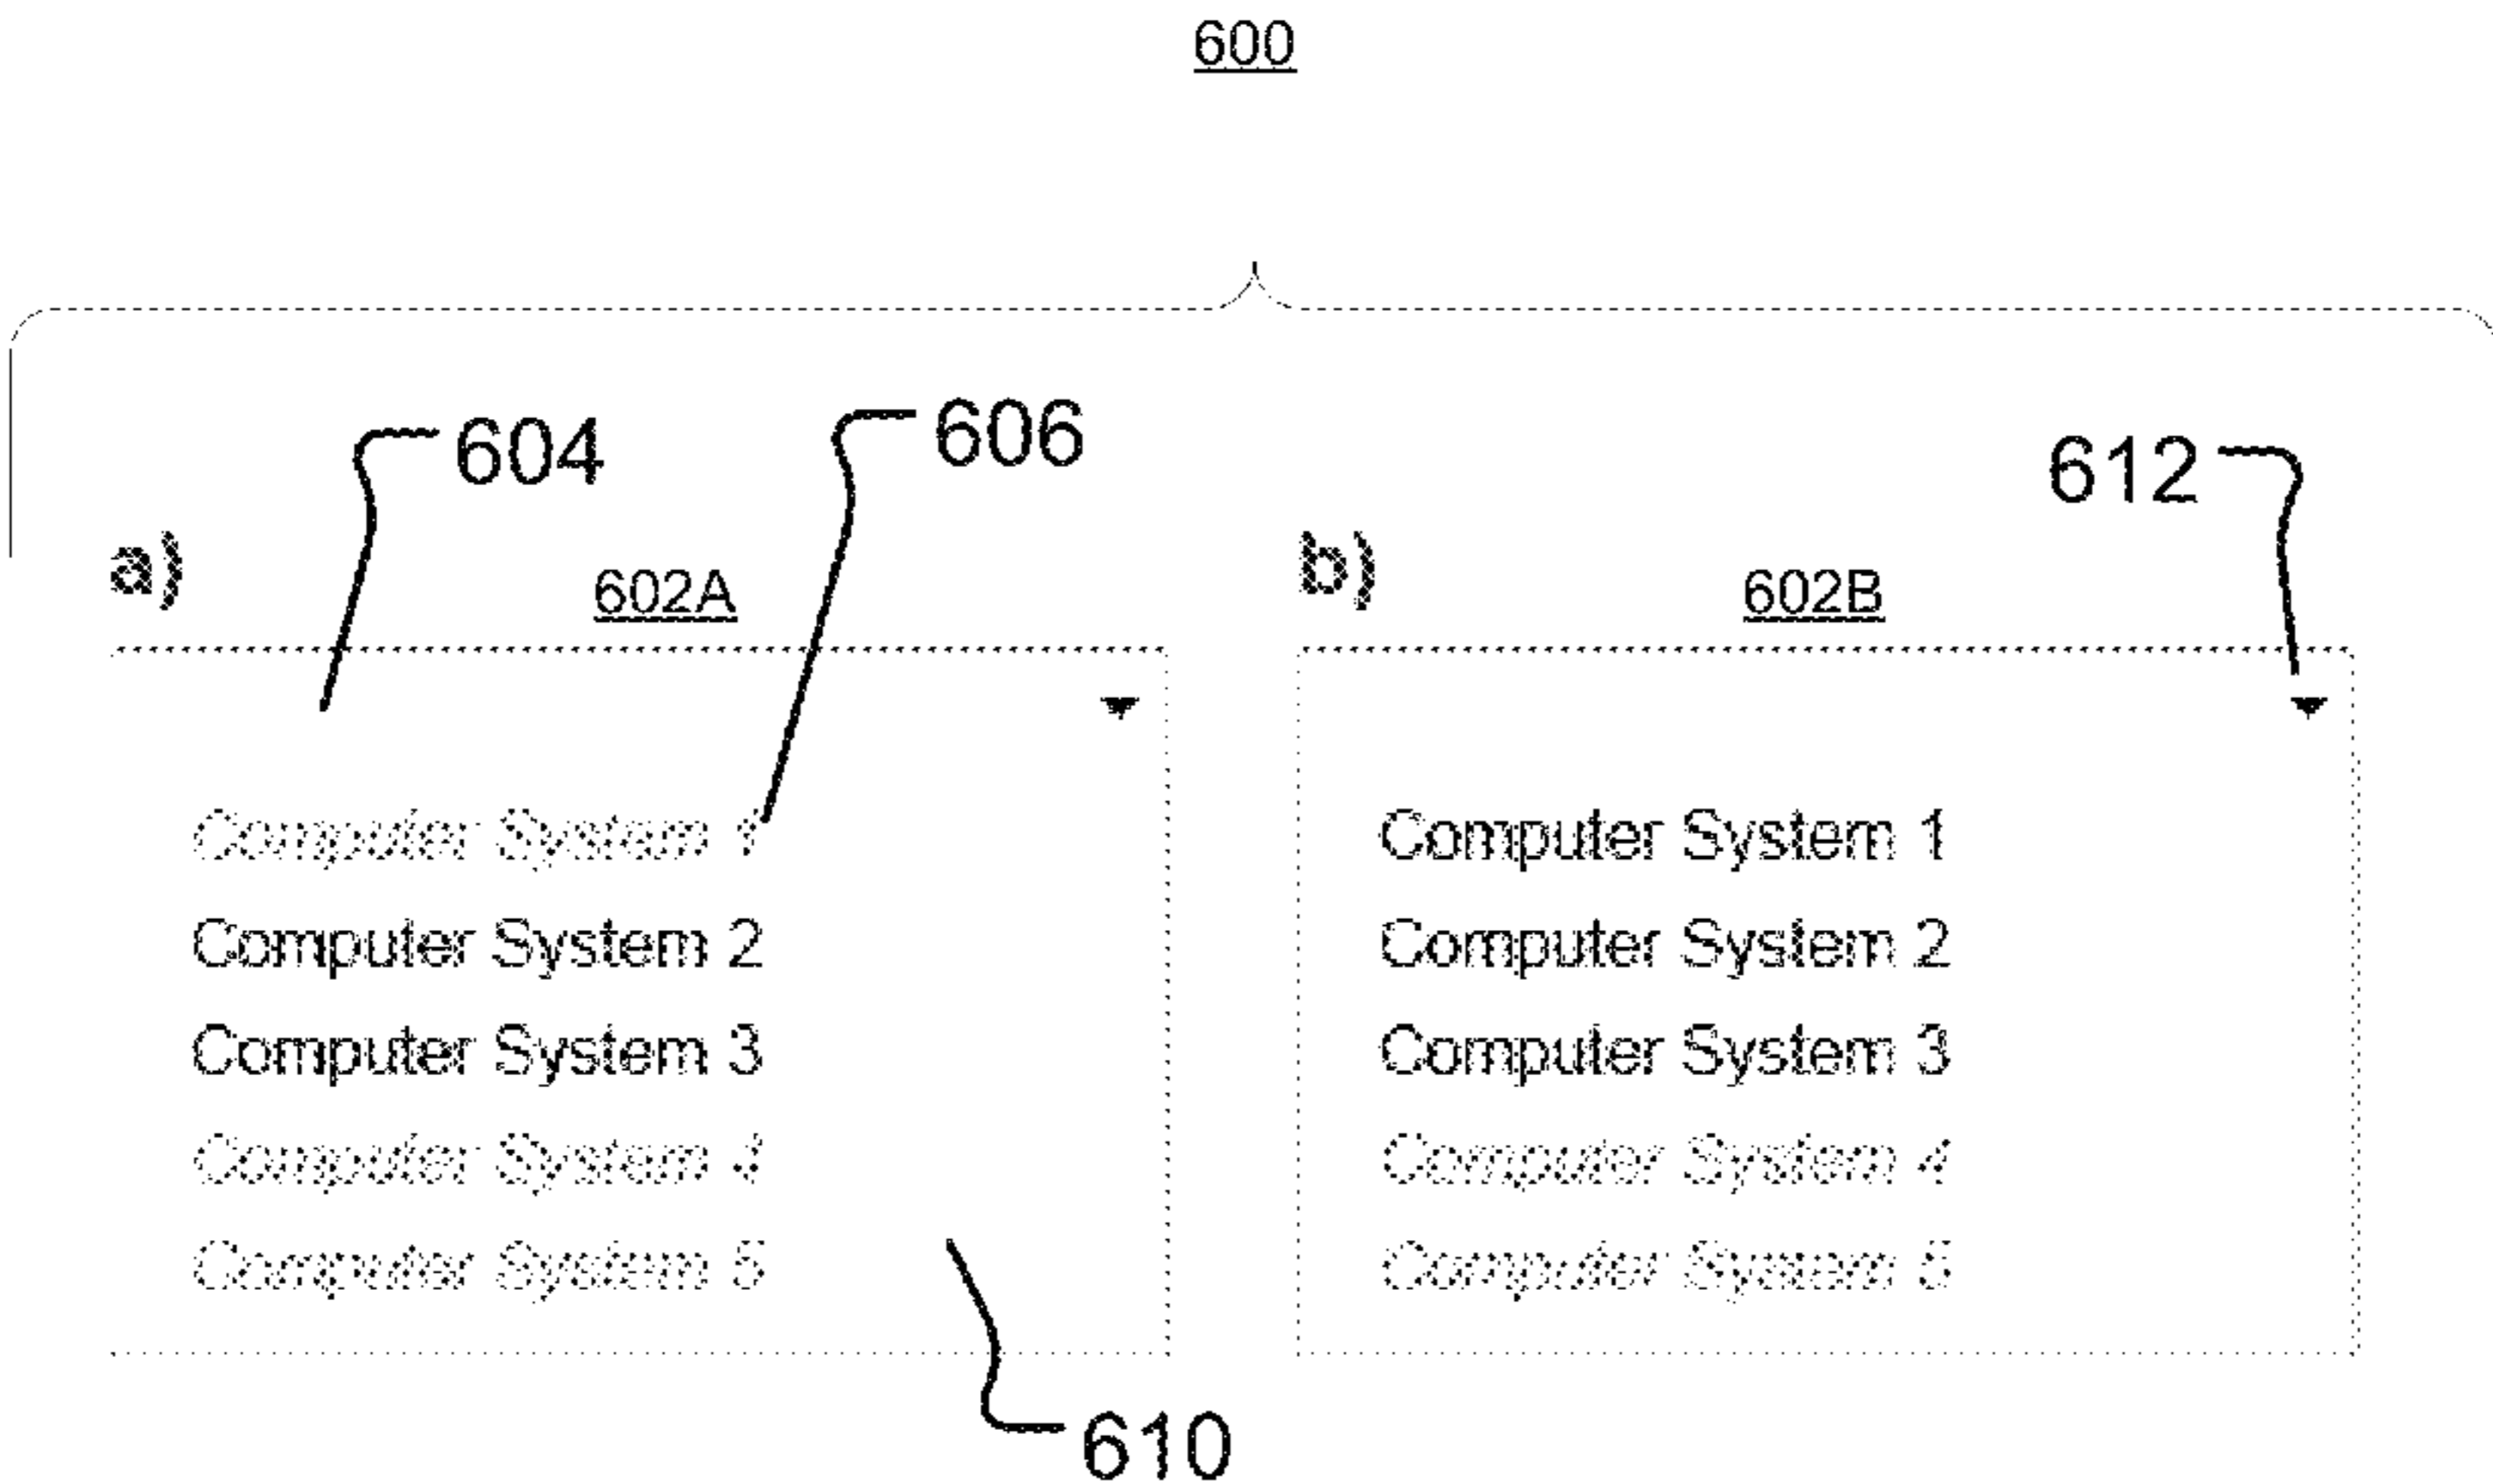 600
604
606
612
a)
602A
b)
602B
Computer System 1
Computer System 2
Computer System 3
Computer System 4
Computer System 5
Computer System 1
Computer System 2
Computer System 3
Computer System 4
Computer System 5
610